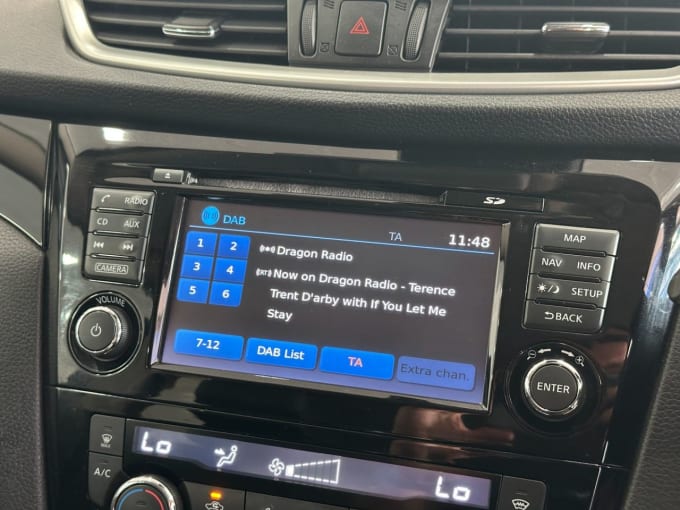 RADIO
CD AUX
CAMERA
VOLUME
SD
DAB
TA 11:48
1 2
3 4
5 6
Dragon Radio
Now on Dragon Radio - Terence
Trent D'arby with If You Let Me
Stay
7-12 DAB List TA Extra chan.
MAP
NAV INFO
SETUP
BACK
ENTER
MAX
A/C
Lo Lo